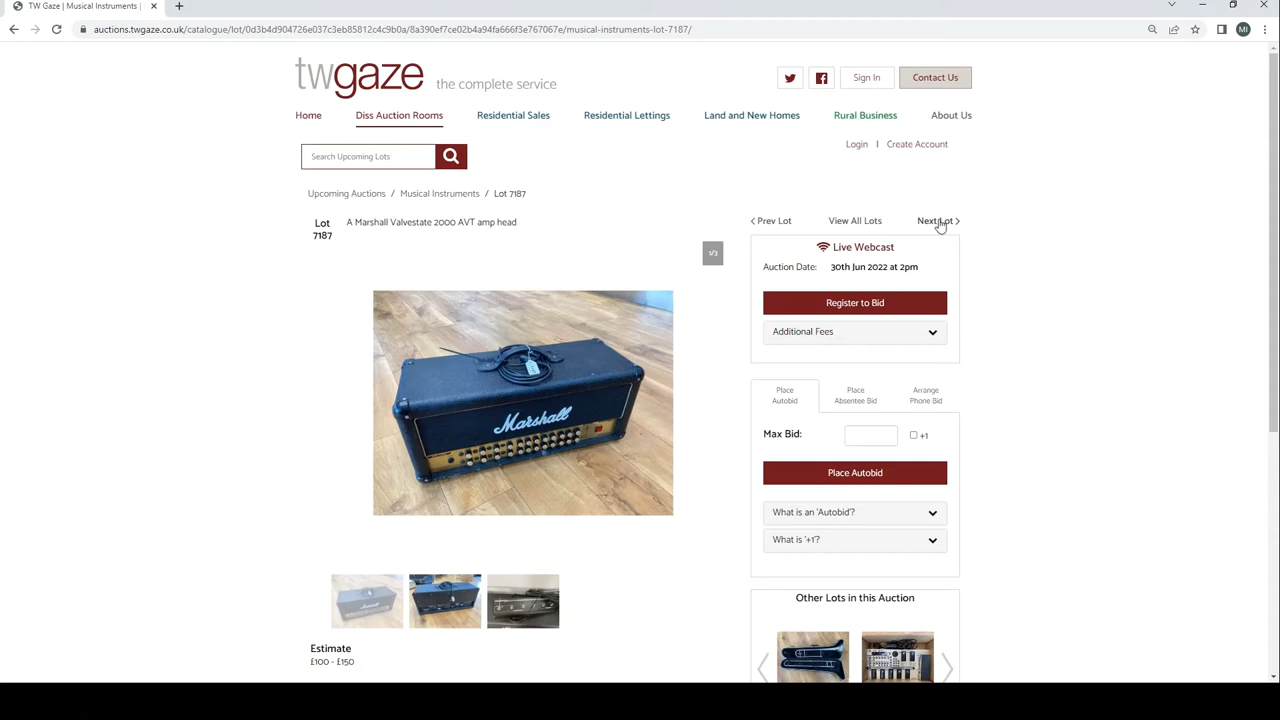 TW Gaze | Musical Instruments |
auctions.twgaze.co.uk/catalogue/lot/0d3b4d904726e037c3eb85812c4c9b0a/8a390ef7ce02b4a94fa666f3e767067e/musical-instruments-lot-7187/
MI
twgaze the complete service
Sign In
Contact Us
Home
Diss Auction Rooms
Residential Sales
Residential Lettings
Land and New Homes
Rural Business
About Us
Login | Create Account
Search Upcoming Lots
Upcoming Auctions / Musical Instruments / Lot 7187
Lot
7187
A Marshall Valvestate 2000 AVT amp head
Prev Lot
View All Lots
Next Lot
1/3
Live Webcast
Auction Date: 30th Jun 2022 at 2pm
Register to Bid
Additional Fees
Marshall
Place
Autobid
Place
Absentee Bid
Arrange
Phone Bid
Max Bid:
+1
Place Autobid
What is an 'Autobid'?
What is '+1'?
Other Lots in this Auction
Estimate
£100 - £150